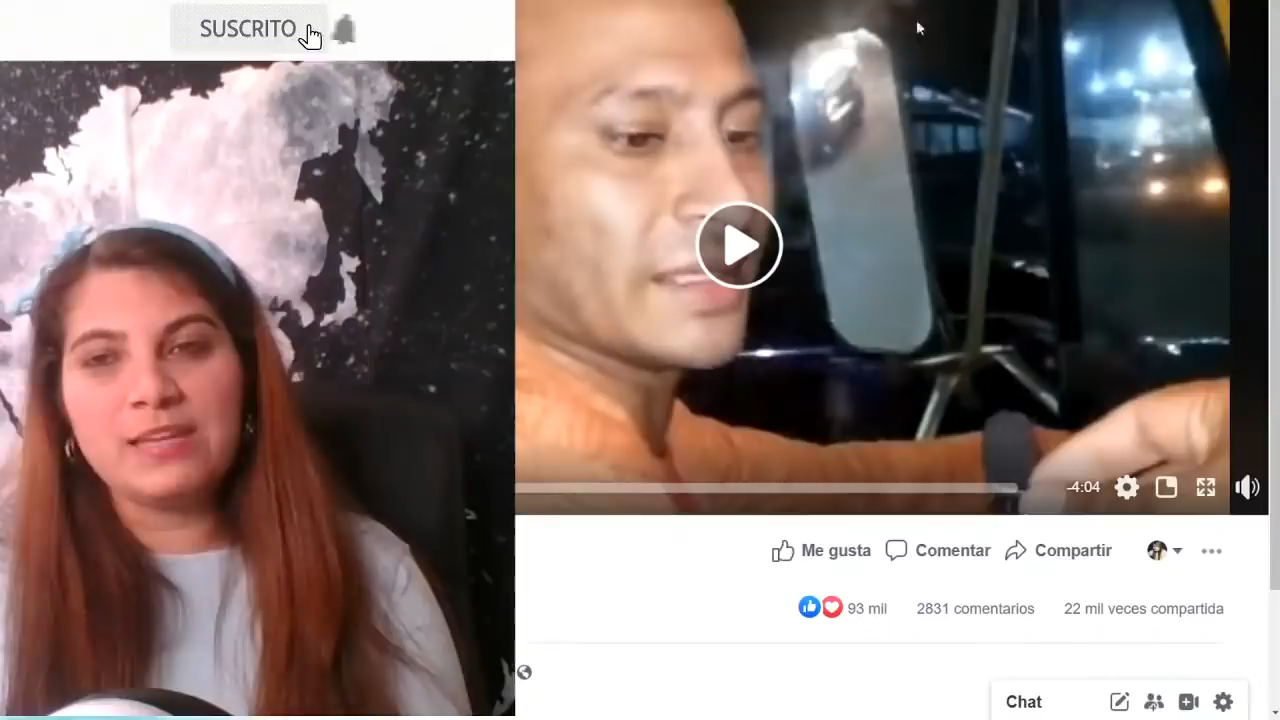 SUSCRITO
-4:04
Me gusta Comentar Compartir
93 mil 2831 comentarios 22 mil veces compartida
Chat